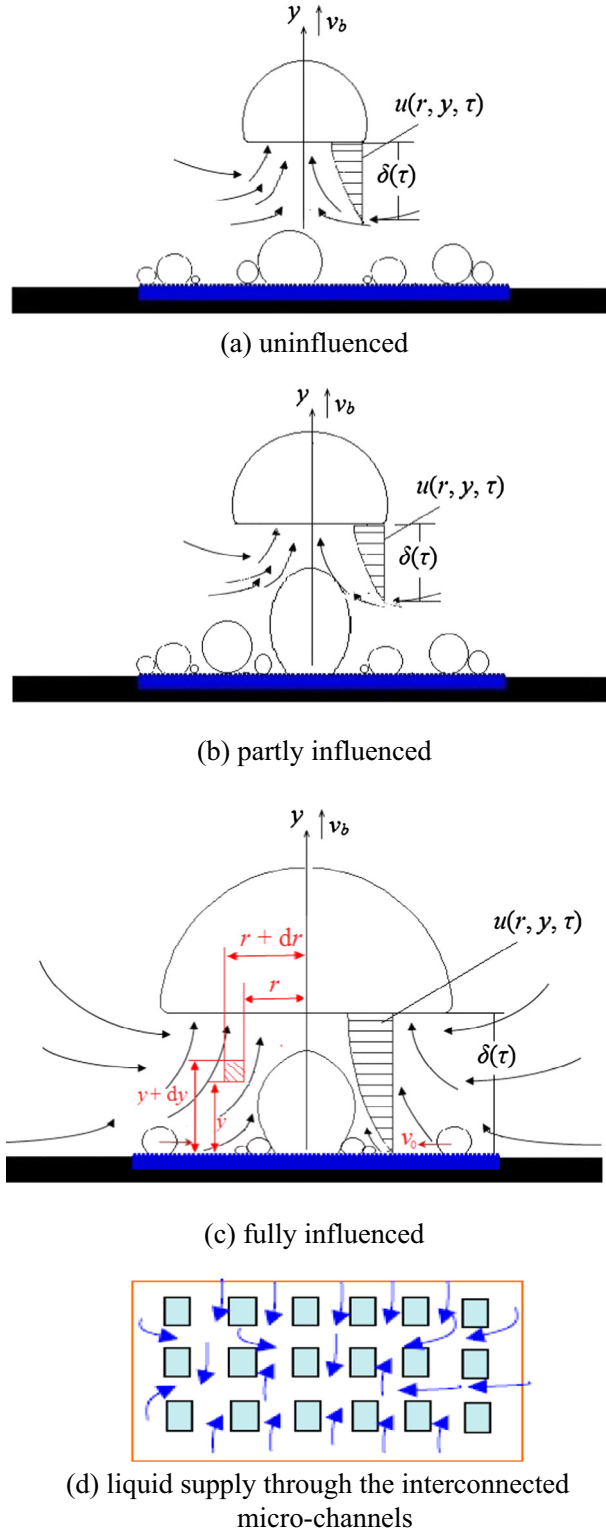 y
v_b
u(r, y, τ)
δ(τ)
(a) uninfluenced
y
v_b
u(r, y, τ)
δ(τ)
(b) partly influenced
y
v_b
u(r, y, τ)
r + dr
r
δ(τ)
y + dy
y
v_0
(c) fully influenced
(d) liquid supply through the interconnected
micro-channels